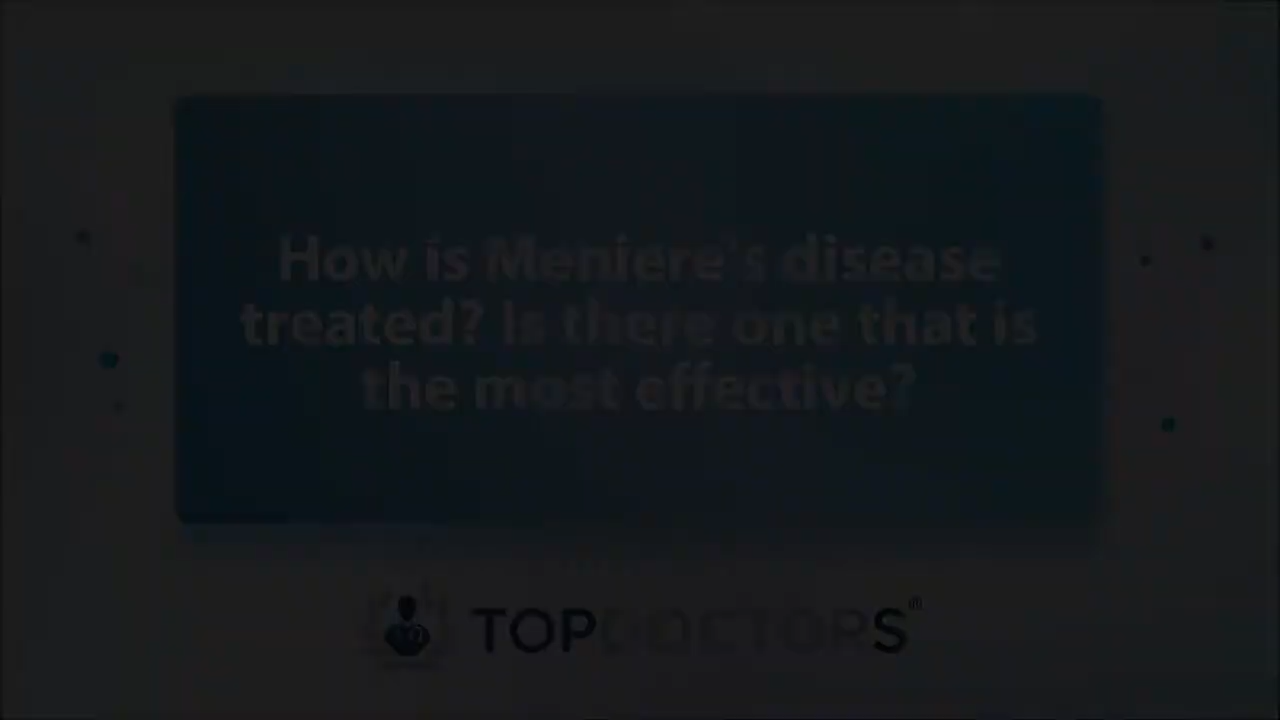 How is Meniere's disease
treated? Is there one that is
the most effective?
TOPDOCTORS®